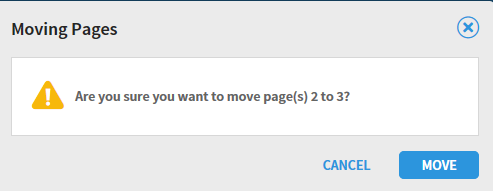 Moving Pages
Are you sure you want to move page(s) 2 to 3?
CANCEL
MOVE